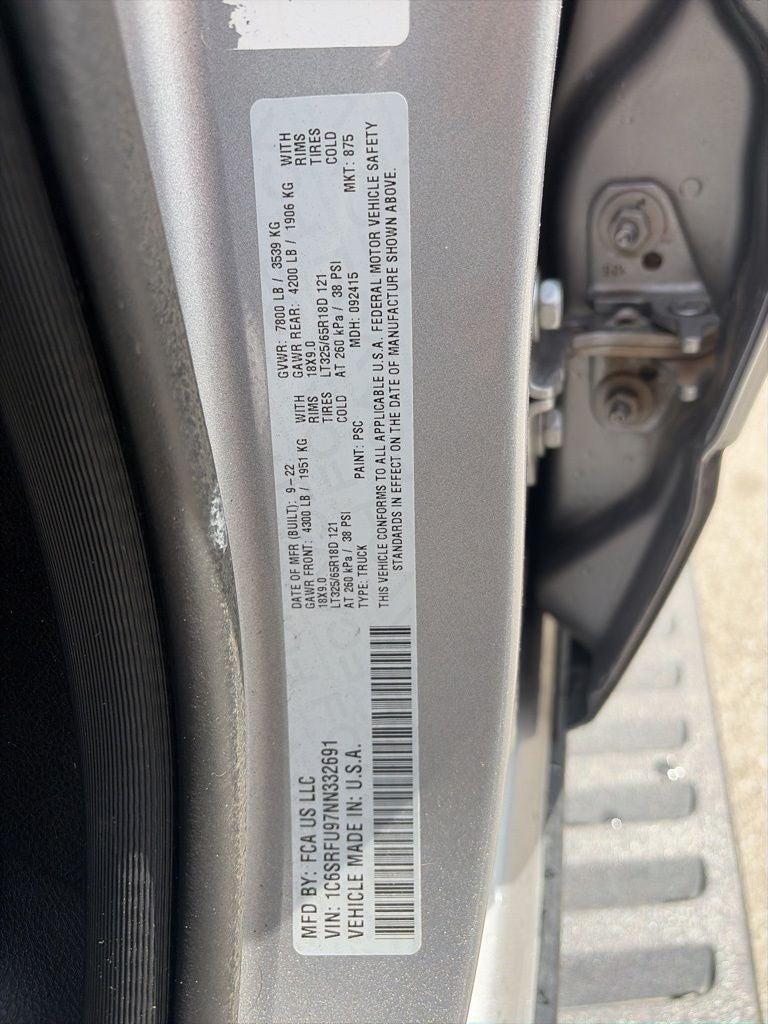 MFD BY: FCA US LLC
VIN: 1C6SRFU97NN332691
VEHICLE MADE IN: U.S.A.
DATE OF MFR (BUILT): 9-22 GVWR: 7800 LB / 3539 KG
GAWR FRONT: 4300 LB / 1951 KG WITH GAWR REAR: 4200 LB / 1906 KG WITH
18X9.0 RIMS 18X9.0 RIMS
LT325/65R18D 121 TIRES LT325/65R18D 121 TIRES
AT 260 kPa / 38 PSI COLD AT 260 kPa / 38 PSI COLD
TYPE: TRUCK PAINT: PSC MDH: 092415 MKT: 875
THIS VEHICLE CONFORMS TO ALL APPLICABLE U.S.A. FEDERAL MOTOR VEHICLE SAFETY
STANDARDS IN EFFECT ON THE DATE OF MANUFACTURE SHOWN ABOVE.